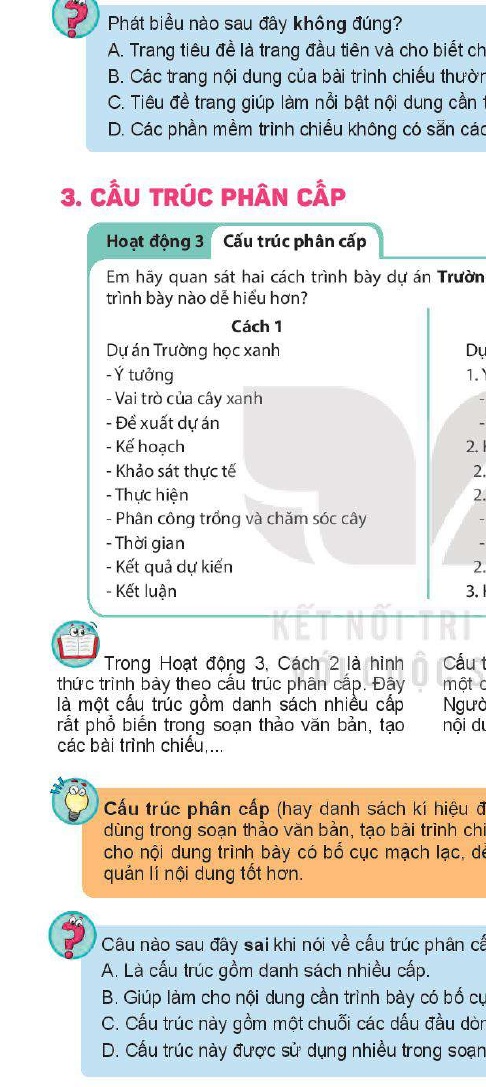 Phát biểu nào sau đây không đúng?
A. Trang tiêu đề là trang đầu tiên và cho biết
B. Các trang nội dung của bài trình chiếu
C. Tiêu đề trang giúp làm nổi bật nội dung cần
D. Các phần mềm trình chiếu không có sẵn
3. CẤU TRÚC PHÂN CẤP
Hoạt động 3 Cấu trúc phân cấp
Em hãy quan sát hai cách trình bày dự án
trình bày nào dễ hiểu hơn?
Cách 1
Dự án Trường học xanh
- Ý tưởng
- Vai trò của cây xanh
- Đề xuất dự án
- Kế hoạch
- Khảo sát thực tế
- Thực hiện
- Phân công trồng và chăm sóc cây
- Thời gian
- Kết quả dự kiến
- Kết luận
1.
-
-
2.
2.
2.
-
-
2.
3.
KẾT NỐI TRI
Trong Hoạt động 3, Cách 2 là hình
thức trình bày theo cấu trúc phân cấp. Đây
là một cấu trúc gồm danh sách nhiều cấp
rất phổ biến trong soạn thảo văn bản, tạo
các bài trình chiếu,...
Cấu
một
nội
Cấu trúc phân cấp (hay danh sách kí hiệu
dùng trong soạn thảo văn bản, tạo bài trình
cho nội dung trình bày có bố cục mạch lạc,
quản lí nội dung tốt hơn.
Câu nào sau đây sai khi nói về cấu trúc phân
A. Là cấu trúc gồm danh sách nhiều cấp.
B. Giúp làm cho nội dung cần trình bày có bố
C. Cấu trúc này gồm một chuỗi các dấu đầu
D. Cấu trúc này được sử dụng nhiều trong soạn